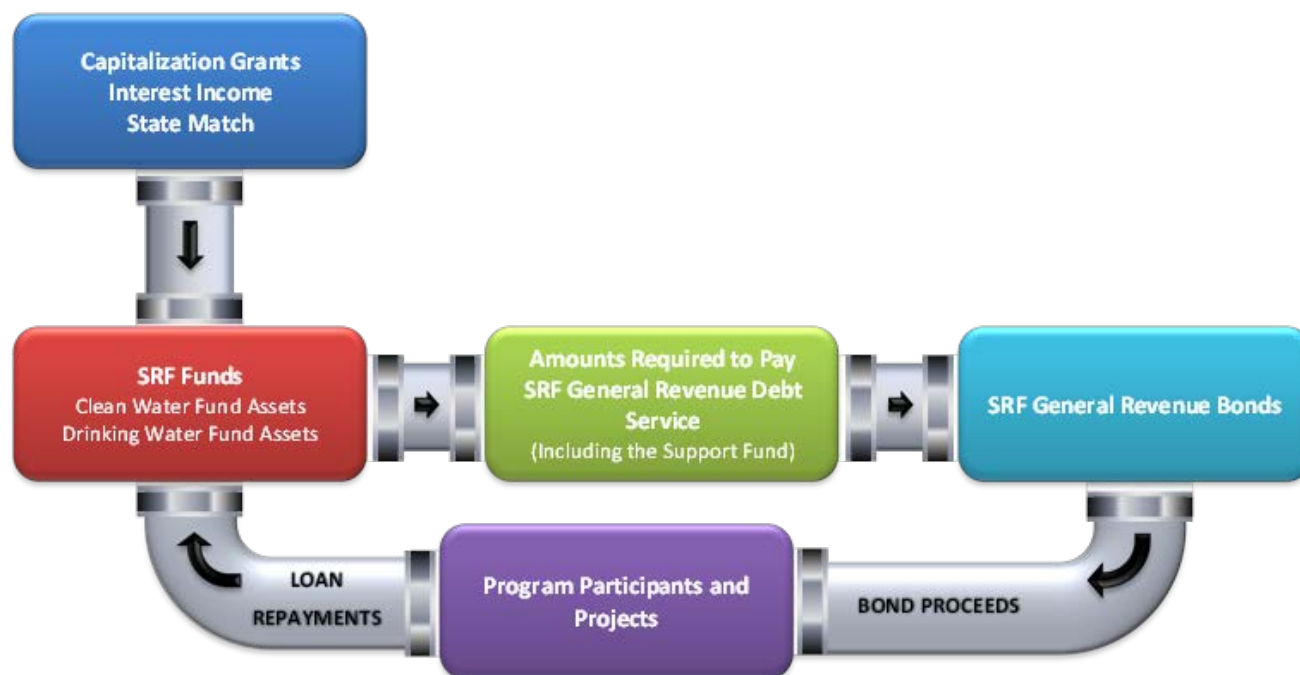 Capitalization Grants
Interest Income
State Match
SRF Funds
Clean Water Fund Assets
Drinking Water Fund Assets
Amounts Required to Pay
SRF General Revenue Debt
Service
(Including the Support Fund)
SRF General Revenue Bonds
LOAN
REPAYMENTS
Program Participants and
Projects
BOND PROCEEDS